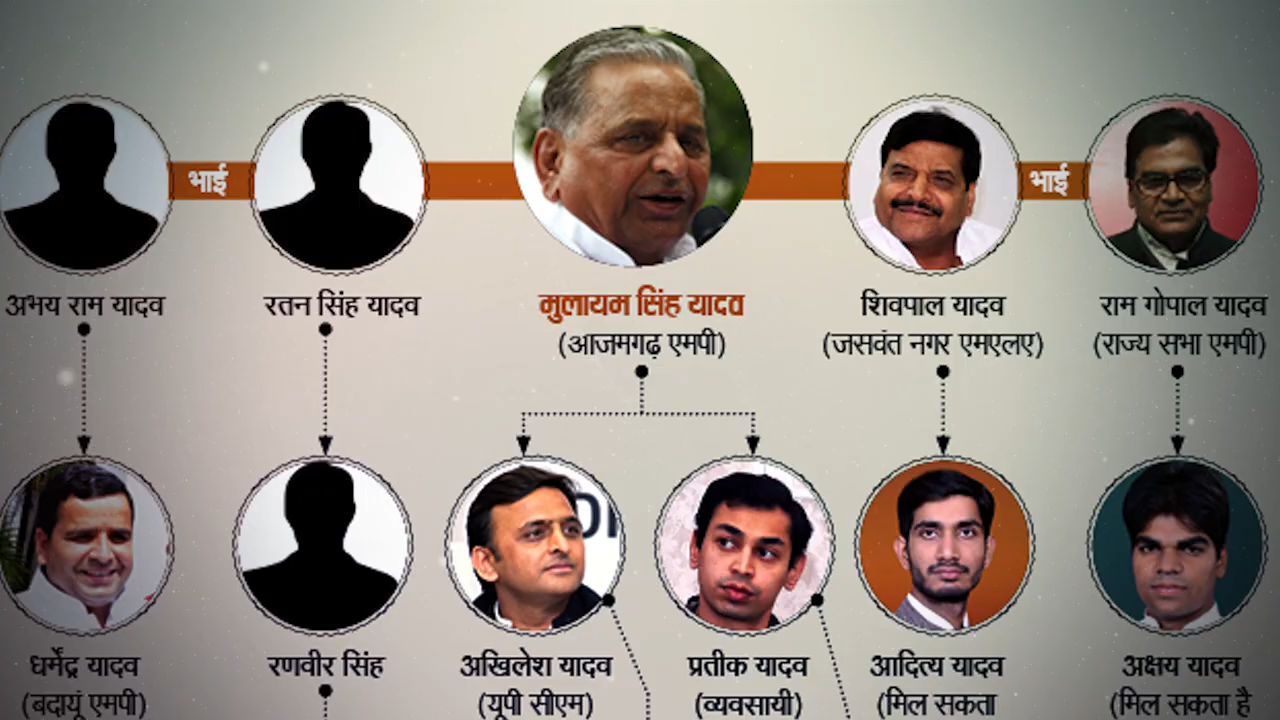 भाई
भाई
अभय राम यादव
रतन सिंह यादव
मुलायम सिंह यादव
(आजमगढ़ एमपी)
शिवपाल यादव
(जसवंत नगर एमएलए)
राम गोपाल यादव
(राज्य सभा एमपी)
धर्मेंद्र यादव
(बदायूं एमपी)
रणवीर सिंह
अखिलेश यादव
(यूपी सीएम)
प्रतीक यादव
(व्यवसायी)
आदित्य यादव
(मिल सकता
अक्षय यादव
(मिल सकता है